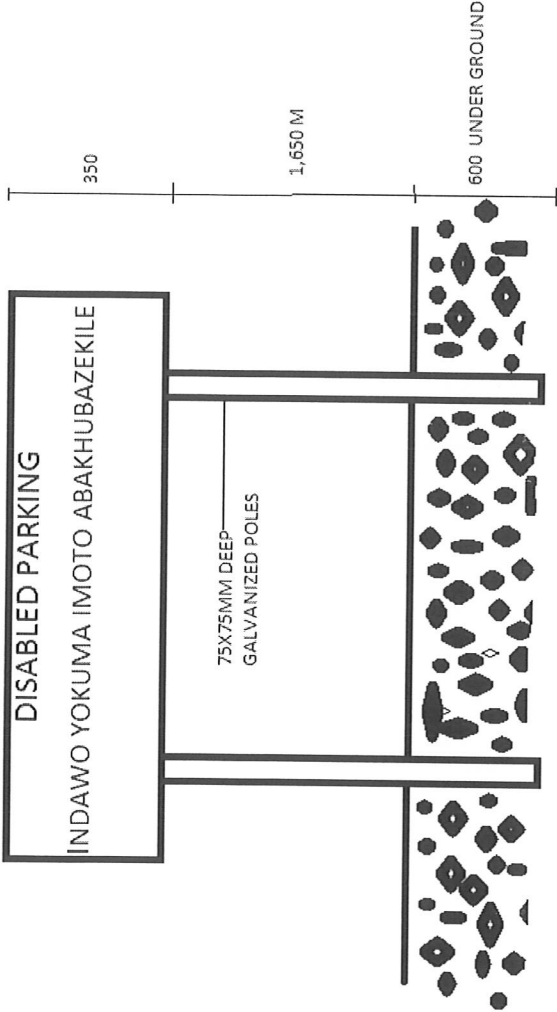 DISABLED PARKING
INDAWO YOKUMA IMOTO ABAKHUBAZEKILE
75X75MM DEEP
GALVANIZED POLES
350
1,650 M
600 UNDER GROUND